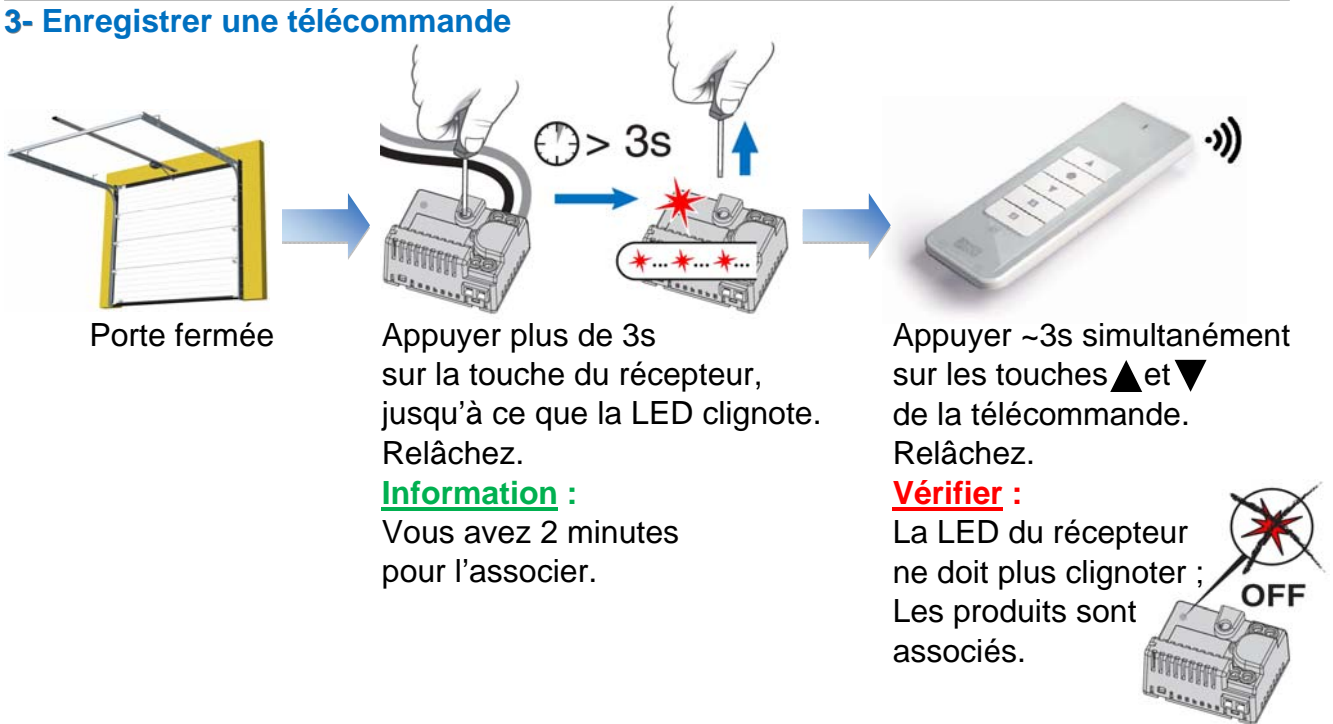 3- Enregistrer une télécommande
> 3s
Porte fermée
Appuyer plus de 3s
sur la touche du récepteur,
jusqu'à ce que la LED clignote.
Relâchez.
Information :
Vous avez 2 minutes
pour l'associer.
Appuyer ~3s simultanément
sur les touches ▲ et ▼
de la télécommande.
Relâchez.
Vérifier :
La LED du récepteur
ne doit plus clignoter ;
Les produits sont
associés.
OFF